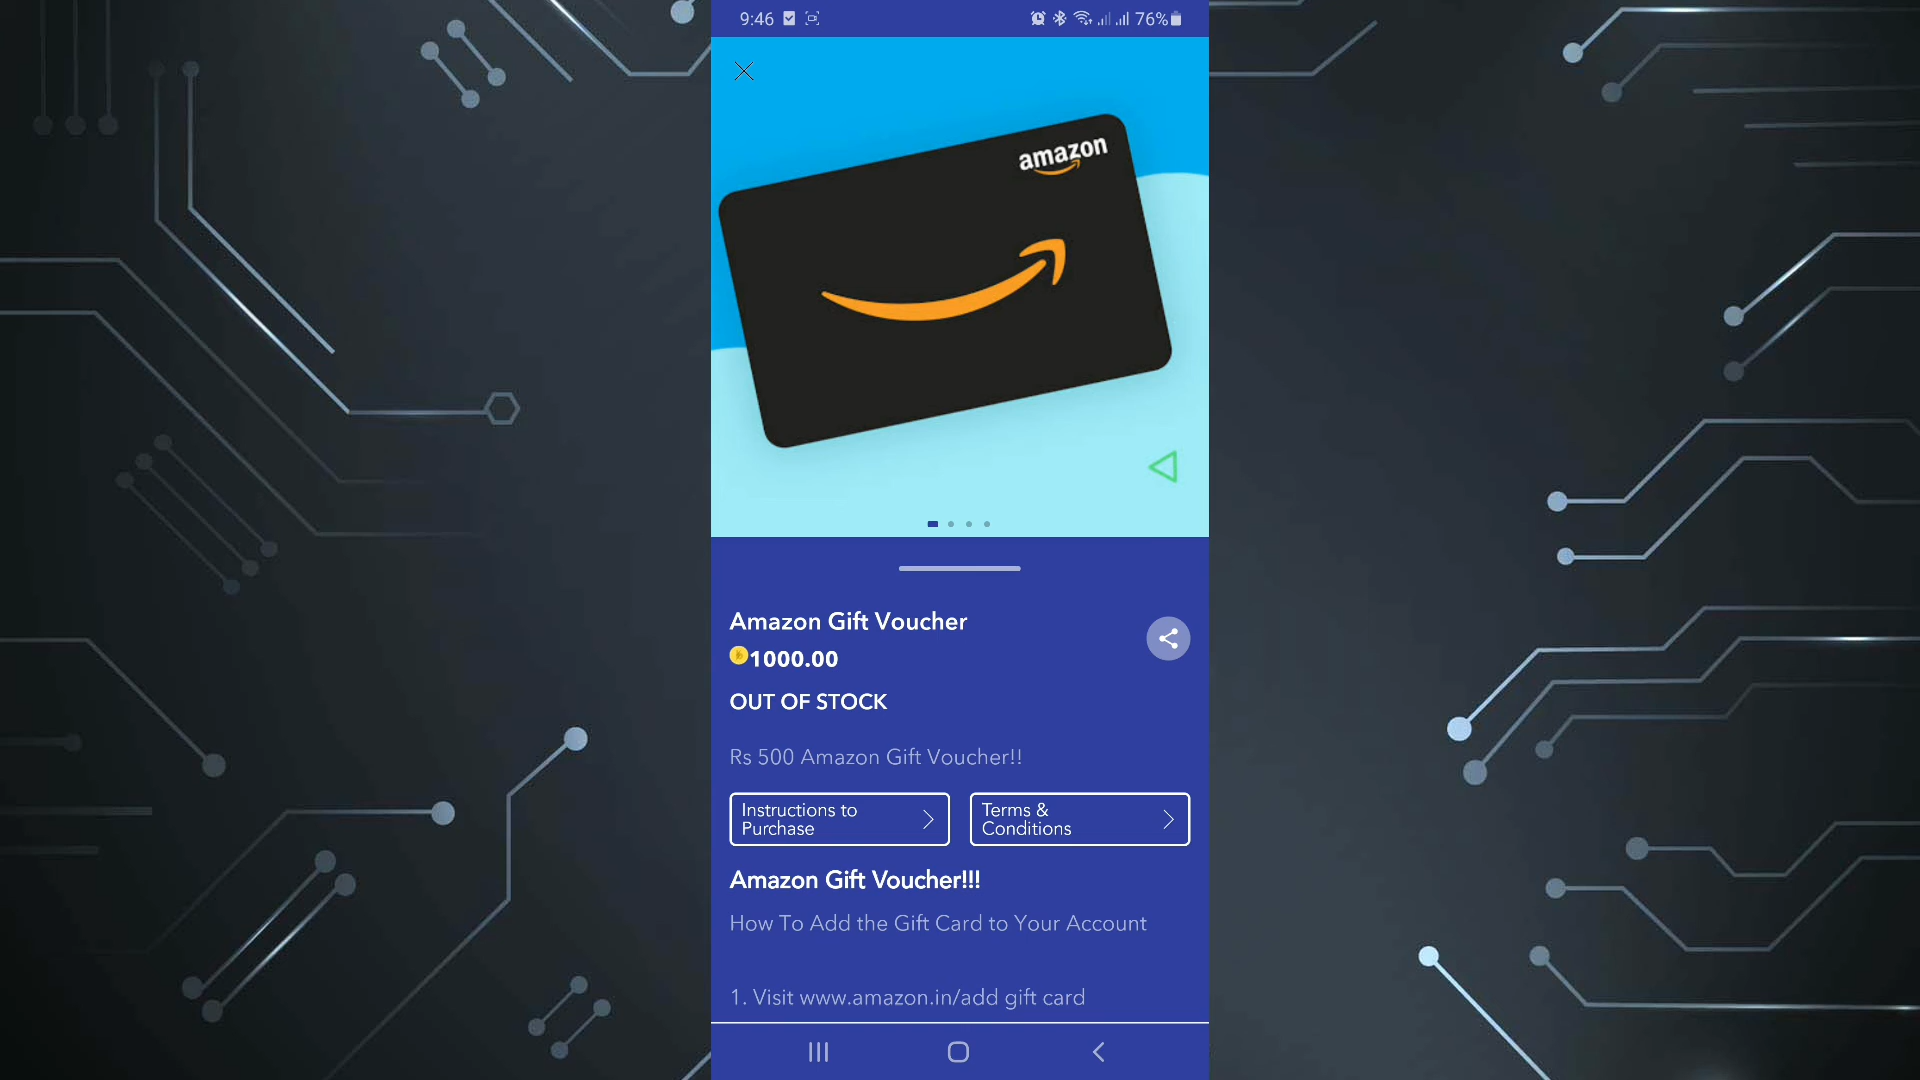 9:46
76%
amazon
Amazon Gift Voucher
1000.00
OUT OF STOCK
Rs 500 Amazon Gift Voucher!!
Instructions to
Purchase
Terms &
Conditions
Amazon Gift Voucher!!!
How To Add the Gift Card to Your Account
1. Visit www.amazon.in/add gift card